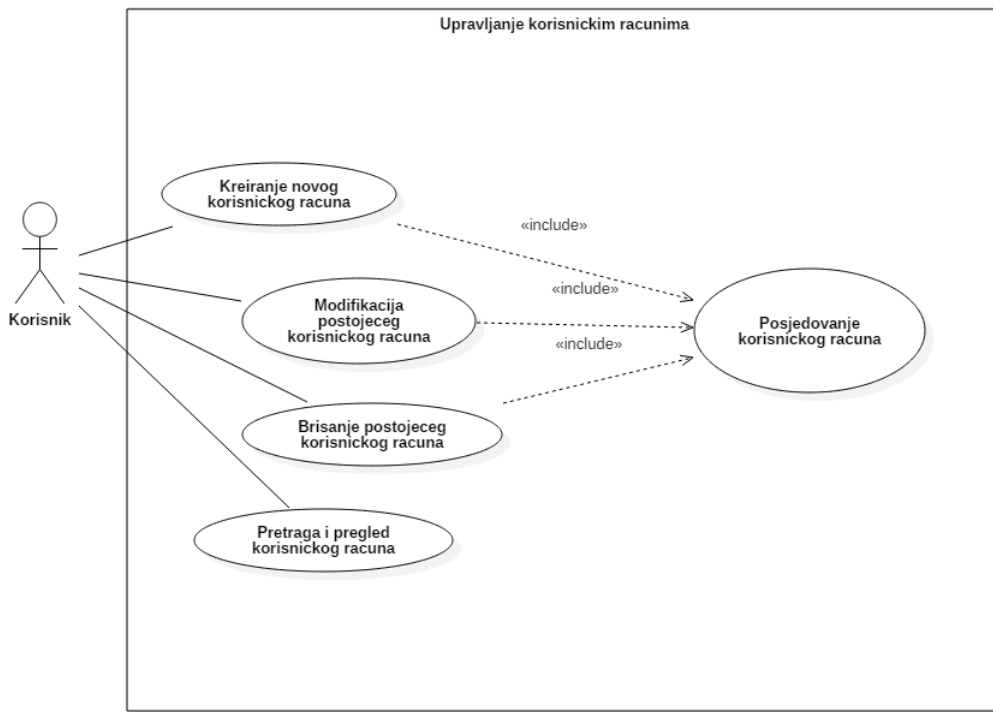 Upravljanje korisnickim racunima
Kreiranje novog
korisnickog racuna
«include»
«include»
Korisnik
Modifikacija
postojeceg
korisnickog racuna
Posjedovanje
korisnickog racuna
«include»
Brisanje postojeceg
korisnickog racuna
Pretraga i pregled
korisnickog racuna